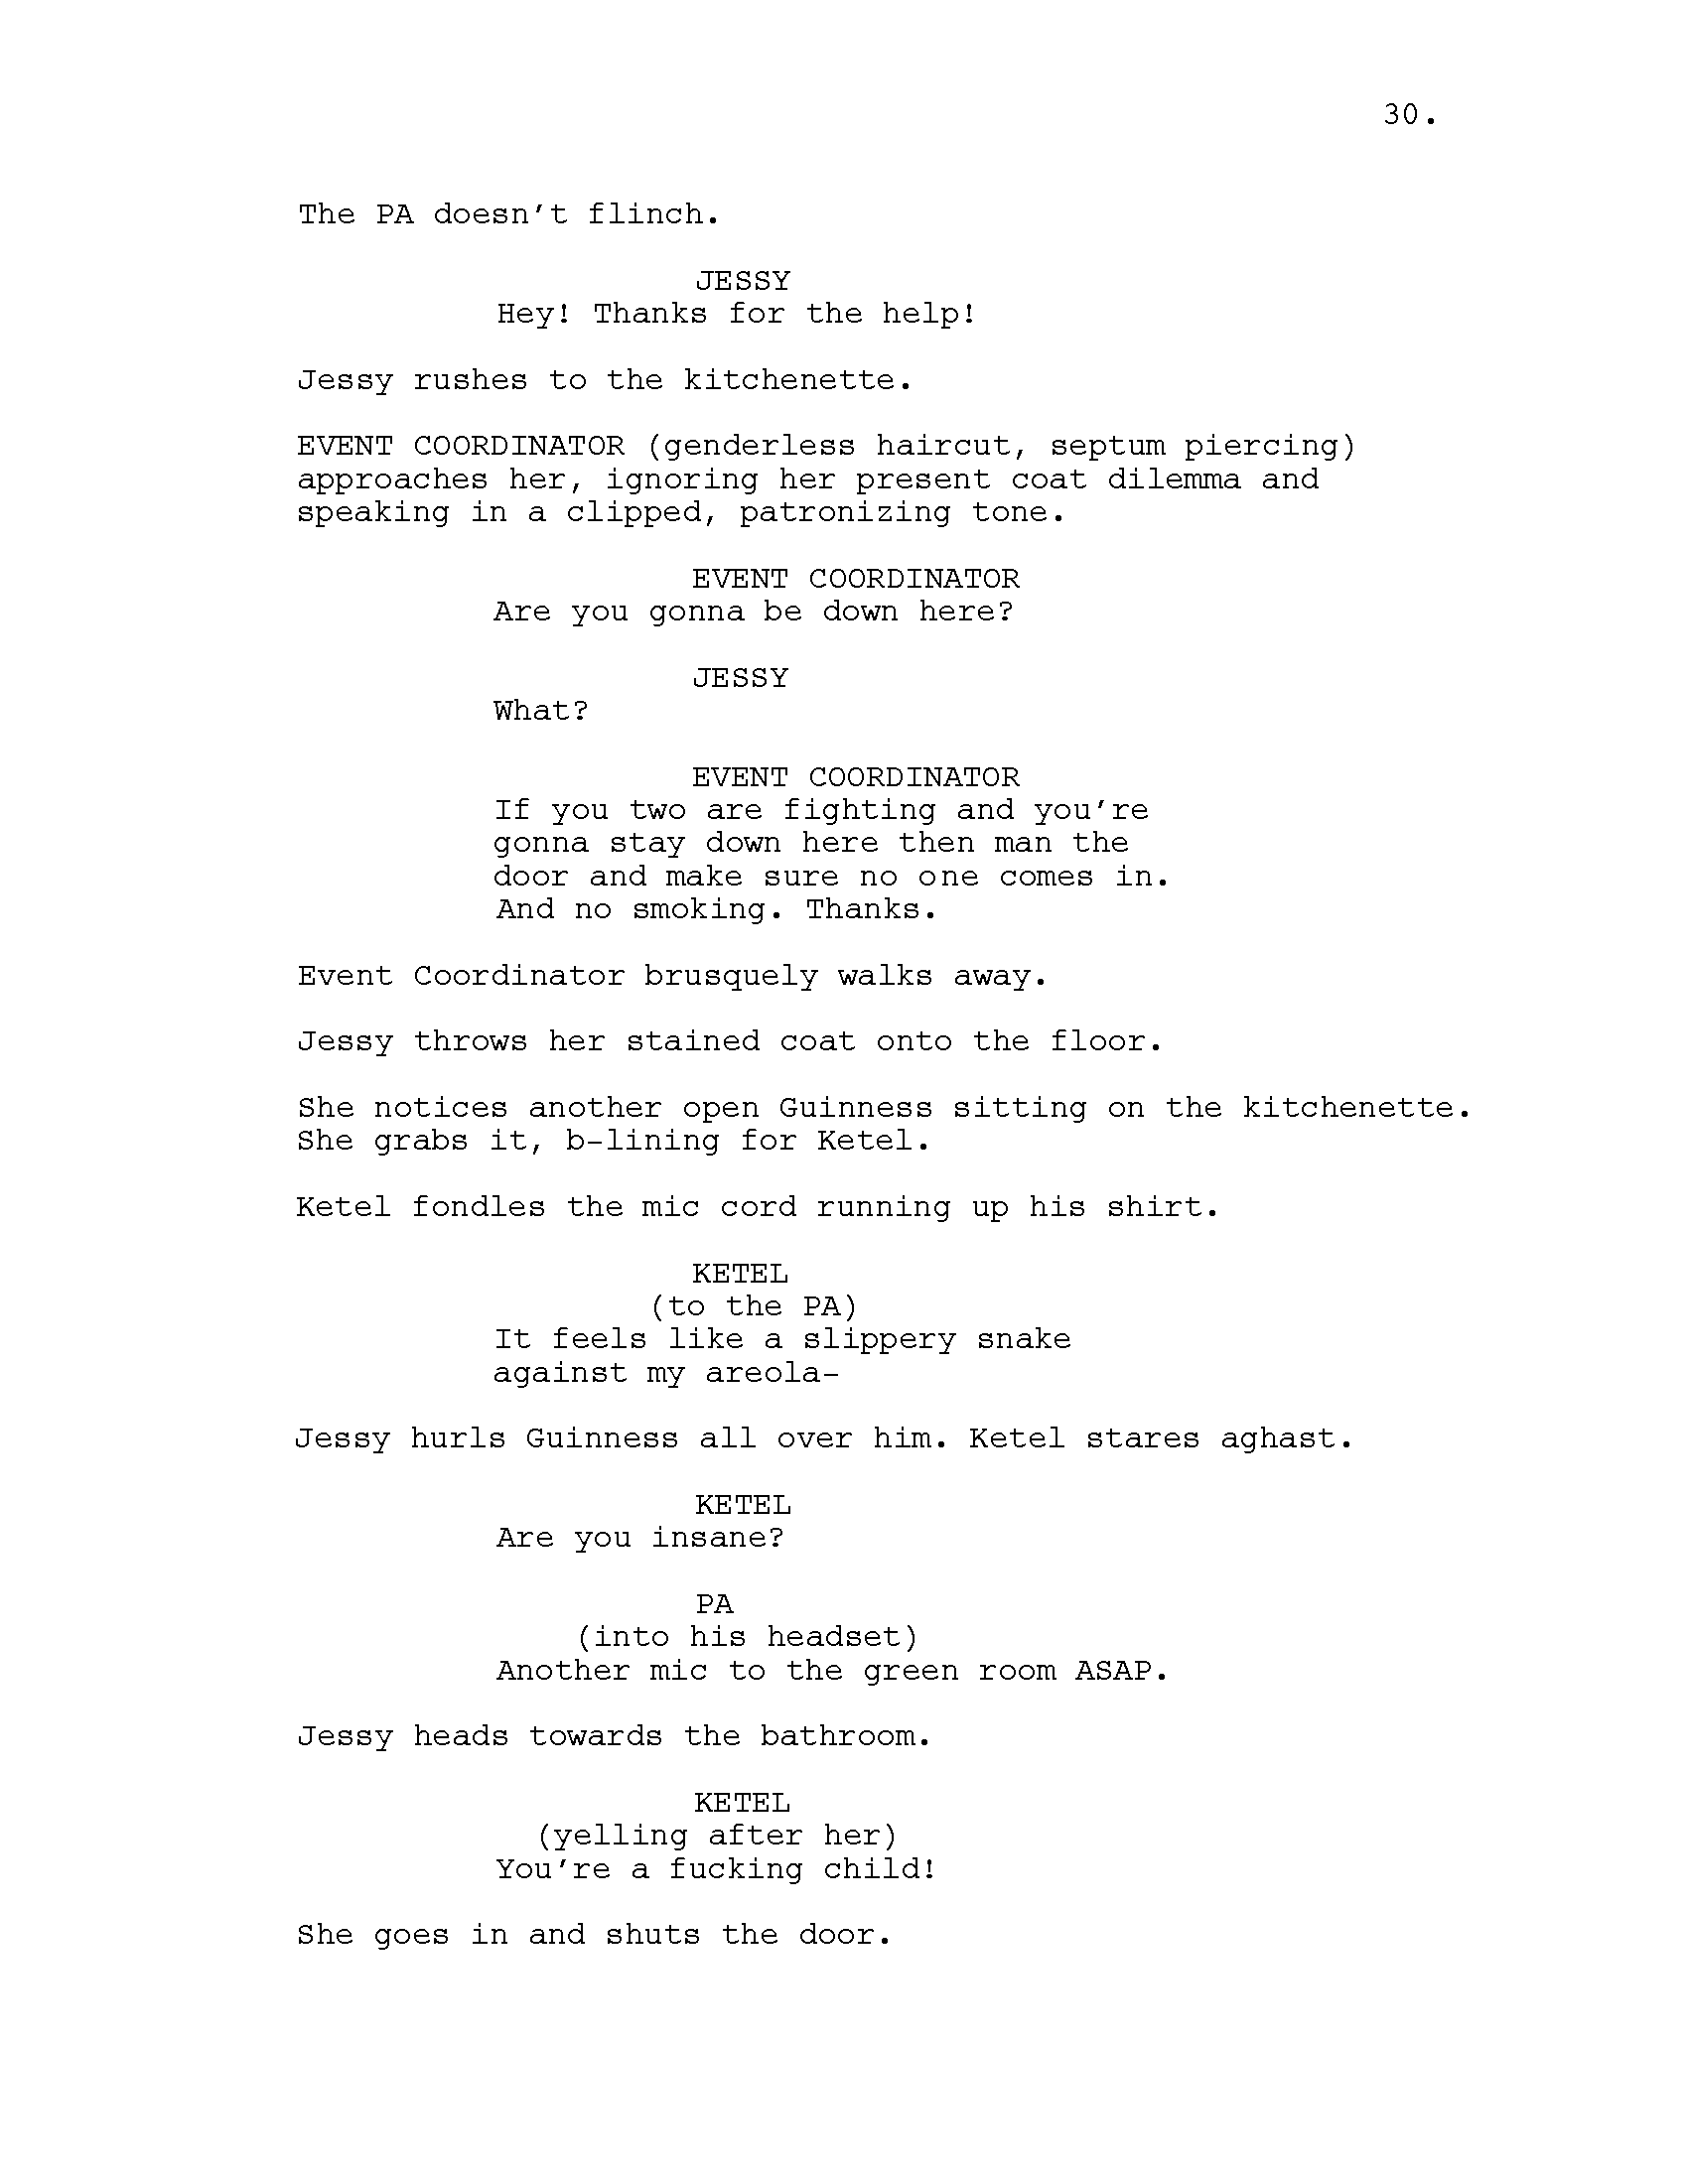 30.
The PA doesn't flinch.
JESSY
Hey! Thanks for the help!
Jessy rushes to the kitchenette.
EVENT COORDINATOR (genderless haircut, septum piercing)
approaches her, ignoring her present coat dilemma and
speaking in a clipped, patronizing tone.
EVENT COORDINATOR
Are you gonna be down here?
JESSY
What?
EVENT COORDINATOR
If you two are fighting and you're
gonna stay down here then man the
door and make sure no one comes in.
And no smoking. Thanks.
Event Coordinator brusquely walks away.
Jessy throws her stained coat onto the floor.
She notices another open Guinness sitting on the kitchenette.
She grabs it, b-lining for Ketel.
Ketel fondles the mic cord running up his shirt.
KETEL
(to the PA)
It feels like a slippery snake
against my areola-
Jessy hurls Guinness all over him. Ketel stares aghast.
KETEL
Are you insane?
PA
(into his headset)
Another mic to the green room ASAP.
Jessy heads towards the bathroom.
KETEL
(yelling after her)
You're a fucking child!
She goes in and shuts the door.